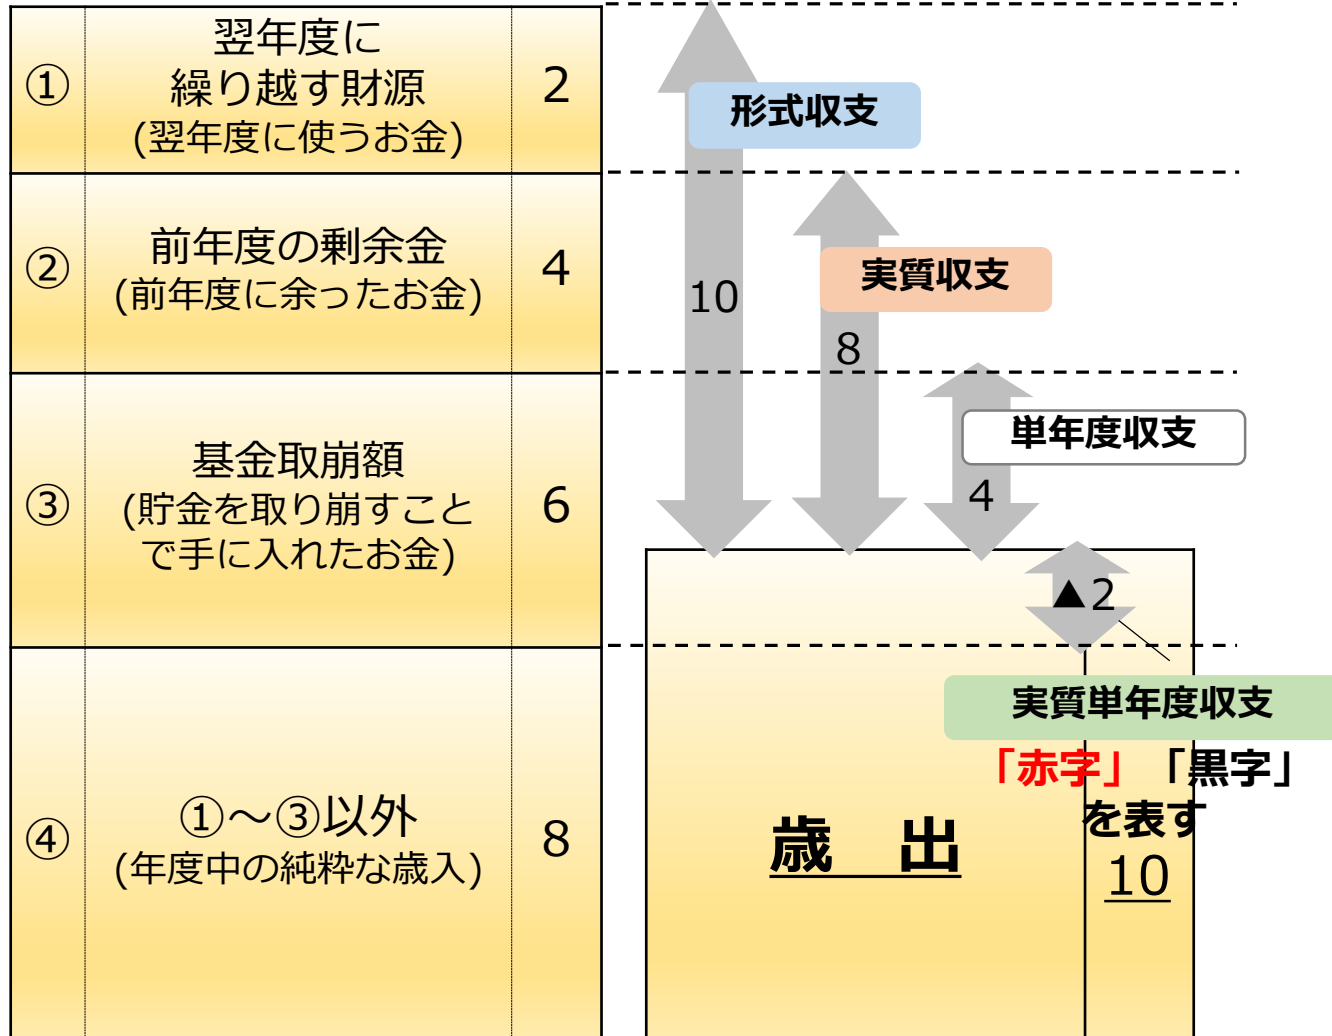 ①
翌年度に
繰り越す財源
(翌年度に使うお金)
2
②
前年度の剰余金
(前年度に余ったお金)
4
③
基金取崩額
(貯金を取り崩すこと
で手に入れたお金)
6
④
①～③以外
(年度中の純粋な歳入)
8
形式収支
10
実質収支
8
単年度収支
4
▲2
実質単年度収支
「赤字」「黒字」
を表す
歳　出
10